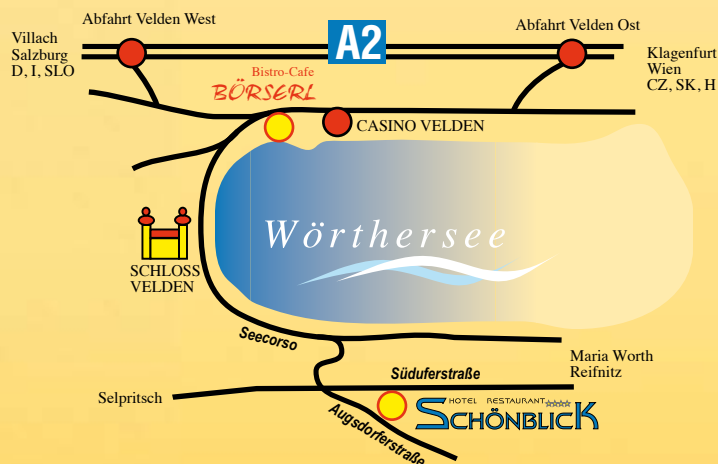 Abfahrt Velden West
Abfahrt Velden Ost
Villach
Salzburg
D, I, SLO
A2
Klagenfurt
Wien
CZ, SK, H
Bistro-Cafe
BÖRSERL
CASINO VELDEN
Wörthersee
SCHLOSS
VELDEN
Seecorso
Maria Worth
Reifnitz
Süduferstraße
Selpritsch
HOTEL RESTAURANT
SCHÖNBLICK
Augsdorferstraße